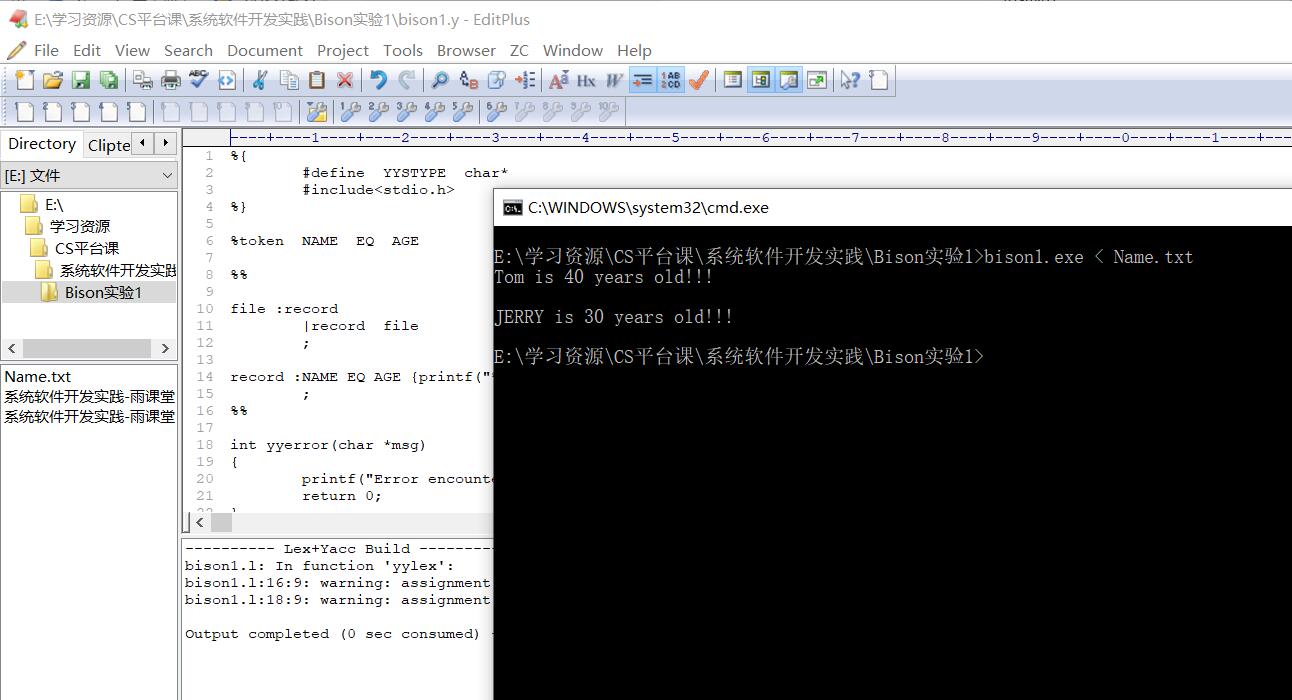 E:\学习资源\CS平台课\系统软件开发实践\Bison实验1\bison1.y - EditPlus
File Edit View Search Document Project Tools Browser ZC Window Help
Directory Clipte
[E:] 文件
E:\
学习资源
CS平台课
系统软件开发实践
Bison实验1
Name.txt
系统软件开发实践-雨课堂
系统软件开发实践-雨课堂
----+----1----+----2----+----3----+----4----+----5----+----6----+----7----+----8----+----9----+----0----+----1----+--
1 %{
2 #define YYSTYPE char*
3 #include<stdio.h>
4 %}
5
6 %token NAME EQ AGE
7
8 %%
9
10 file :record
11 |record file
12 ;
13
14 record :NAME EQ AGE {printf("
15 ;
16 %%
17
18 int yyerror(char *msg)
19 {
20 printf("Error encounte
21 return 0;
22 }
---------- Lex+Yacc Build --------
bison1.l: In function 'yylex':
bison1.l:16:9: warning: assignment
bison1.l:18:9: warning: assignment
Output completed (0 sec consumed) -
C:\WINDOWS\system32\cmd.exe
E:\学习资源\CS平台课\系统软件开发实践\Bison实验1>bison1.exe < Name.txt
Tom is 40 years old!!!
JERRY is 30 years old!!!
E:\学习资源\CS平台课\系统软件开发实践\Bison实验1>